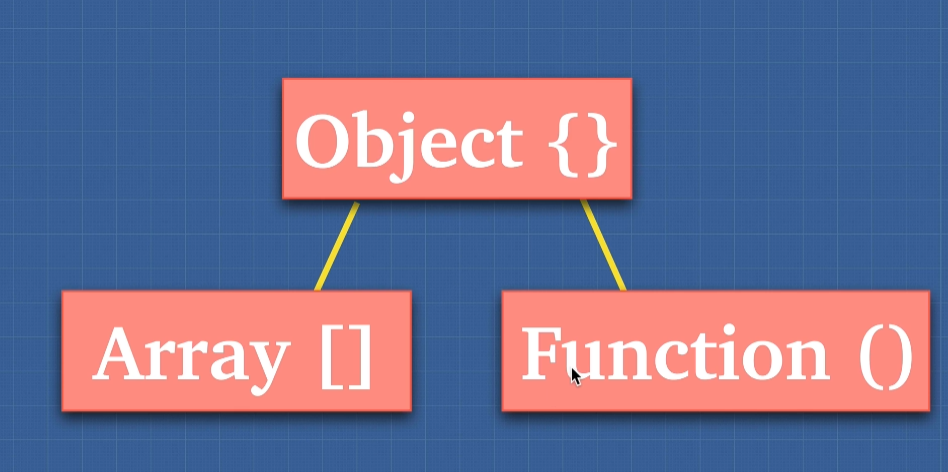 Object {}
Array []
Function ()